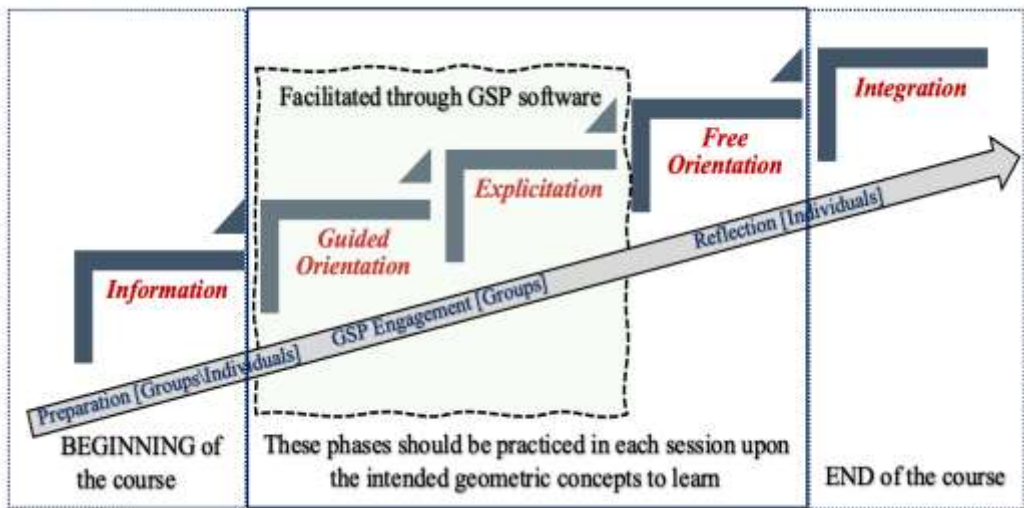 Facilitated through GSP software
Information
Guided
Orientation
Explicitation
Free
Orientation
Integration
Preparation [Groups\Individuals]
GSP Engagement [Groups]
Reflection [Individuals]
BEGINNING of
the course
These phases should be practiced in each session upon
the intended geometric concepts to learn
END of the course